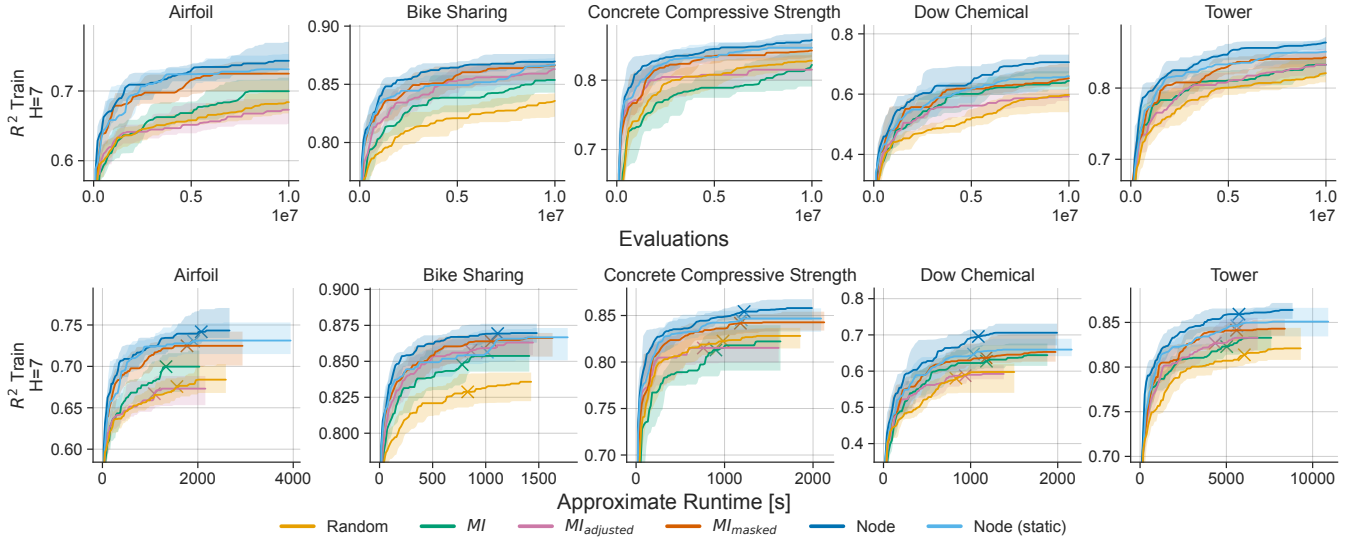 Airfoil
Bike Sharing
Concrete Compressive Strength
Dow Chemical
Tower
R² Train
H=7
0.7
0.6
0.0 0.5 1.0
1e7
0.90
0.85
0.80
0.0 0.5 1.0
1e7
0.8
0.7
0.0 0.5 1.0
1e7
0.8
0.6
0.4
0.0 0.5 1.0
1e7
0.8
0.7
0.0 0.5 1.0
1e7
Evaluations
Airfoil
Bike Sharing
Concrete Compressive Strength
Dow Chemical
Tower
R² Train
H=7
0.75
0.70
0.65
0.60
0 2000 4000
0.900
0.875
0.850
0.825
0.800
0 500 1000 1500
0.85
0.80
0.75
0.70
0 1000 2000
0.8
0.7
0.6
0.5
0.4
0 1000 2000
0.85
0.80
0.75
0.70
0 5000 10000
Approximate Runtime [s]
Random MI MI_adjusted MI_masked Node Node (static)